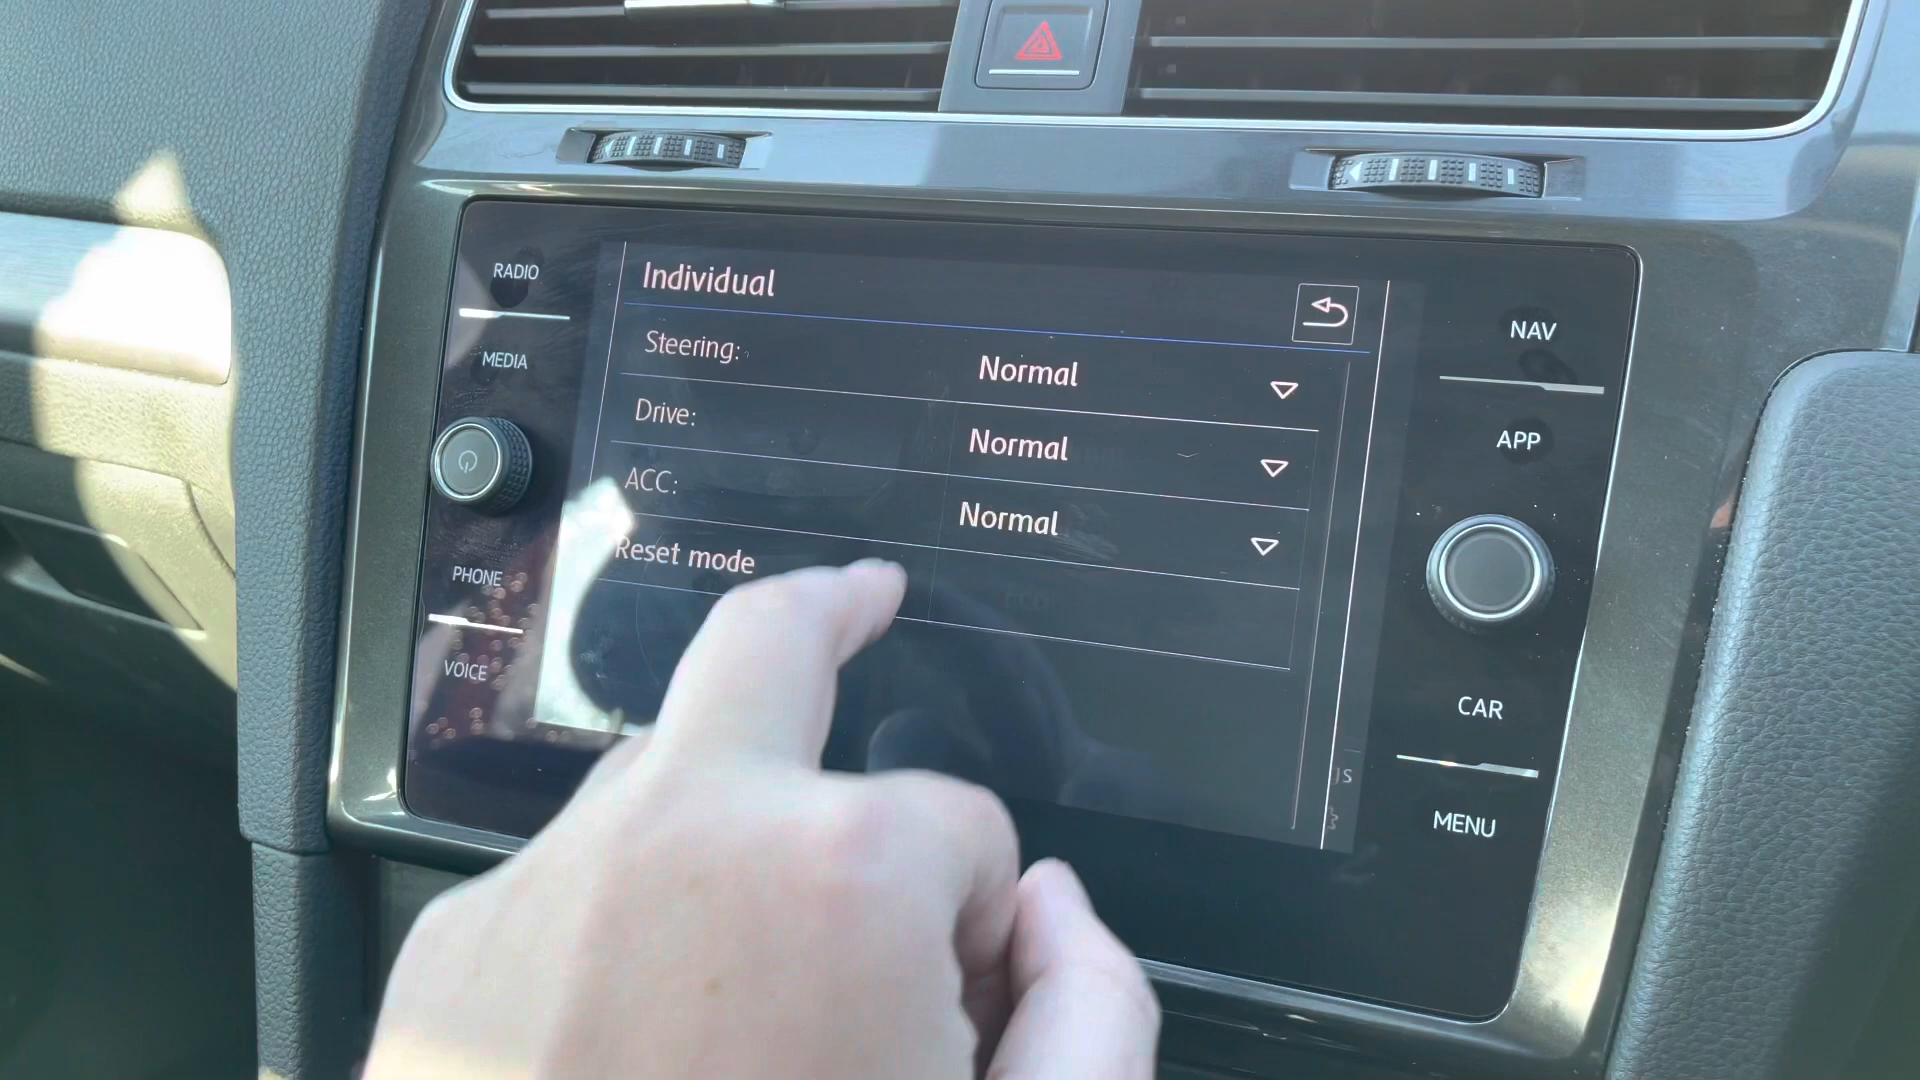 RADIO
MEDIA
PHONE
VOICE
Individual
Steering:
Normal
Drive:
Normal
ACC:
Normal
Reset mode
NAV
APP
CAR
MENU